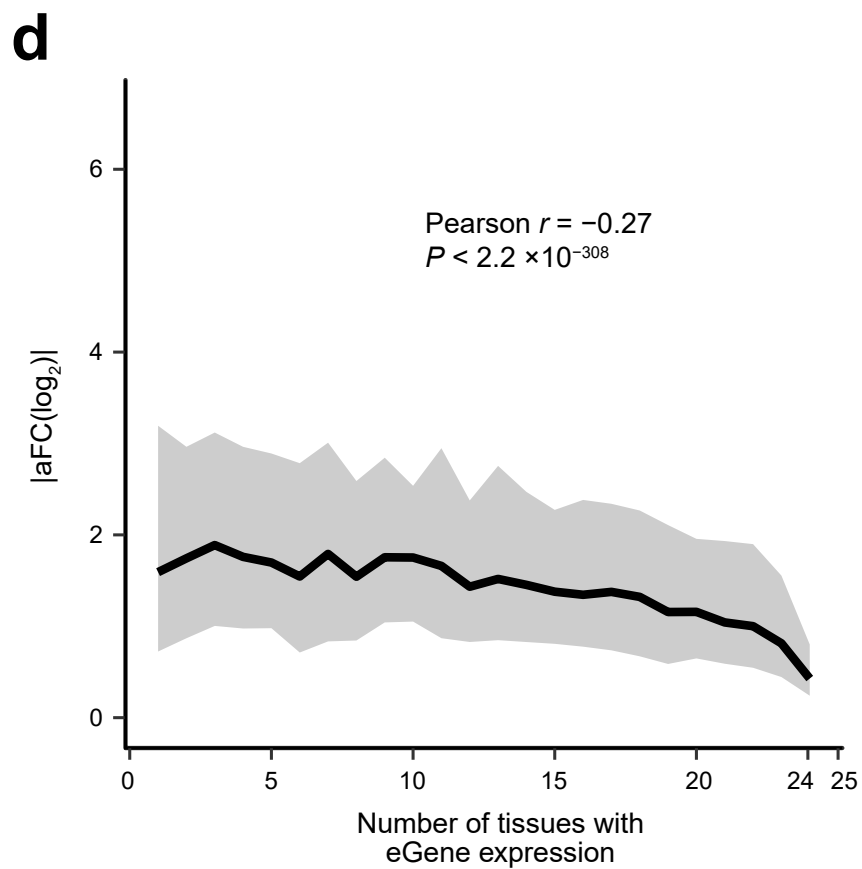 d
6
4
2
0
|aFC(log₂)|
Pearson r = −0.27
P < 2.2 ×10⁻³⁰⁸
0 5 10 15 20 24 25
Number of tissues with
eGene expression